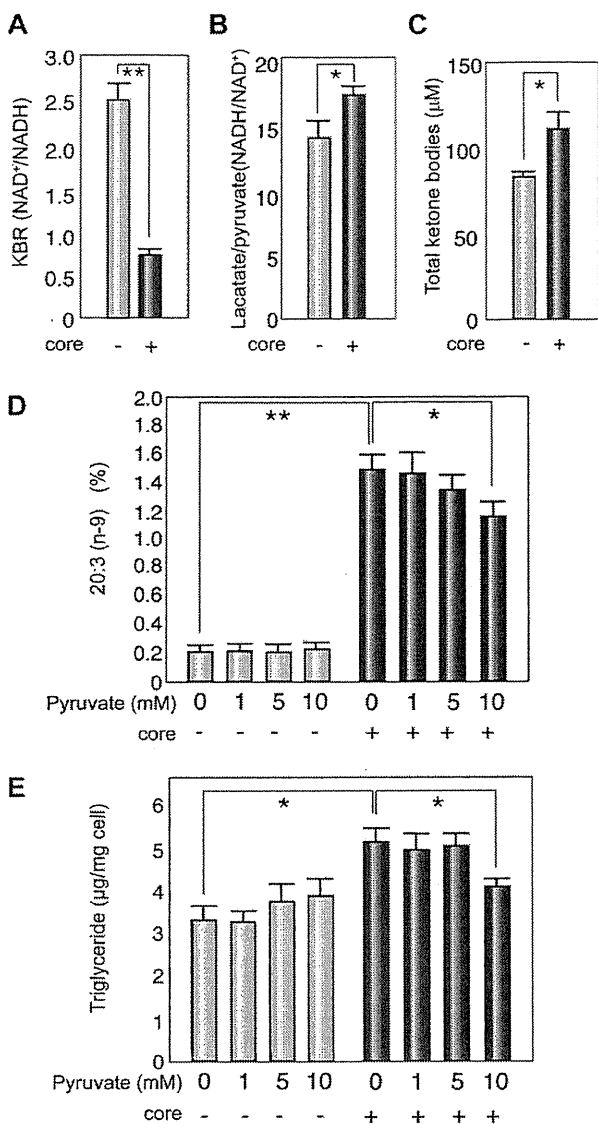 A
KBR (NAD⁺/NADH)
3.0
2.5
2.0
1.5
1.0
0.5
0
**
core - +
B
Lacatate/pyruvate(NADH/NAD⁺)
20
15
10
5
0
*
core - +
C
Total ketone bodies (μM)
150
100
50
0
*
core - +
D
20:3 (n-9) (%)
2.0
1.8
1.6
1.4
1.2
1.0
0.8
0.6
0.4
0.2
0
** *
Pyruvate (mM) 0 1 5 10 0 1 5 10
core - - - - + + + +
E
Triglyceride (μg/mg cell)
6
5
4
3
2
1
0
* *
Pyruvate (mM) 0 1 5 10 0 1 5 10
core - - - - + + + +